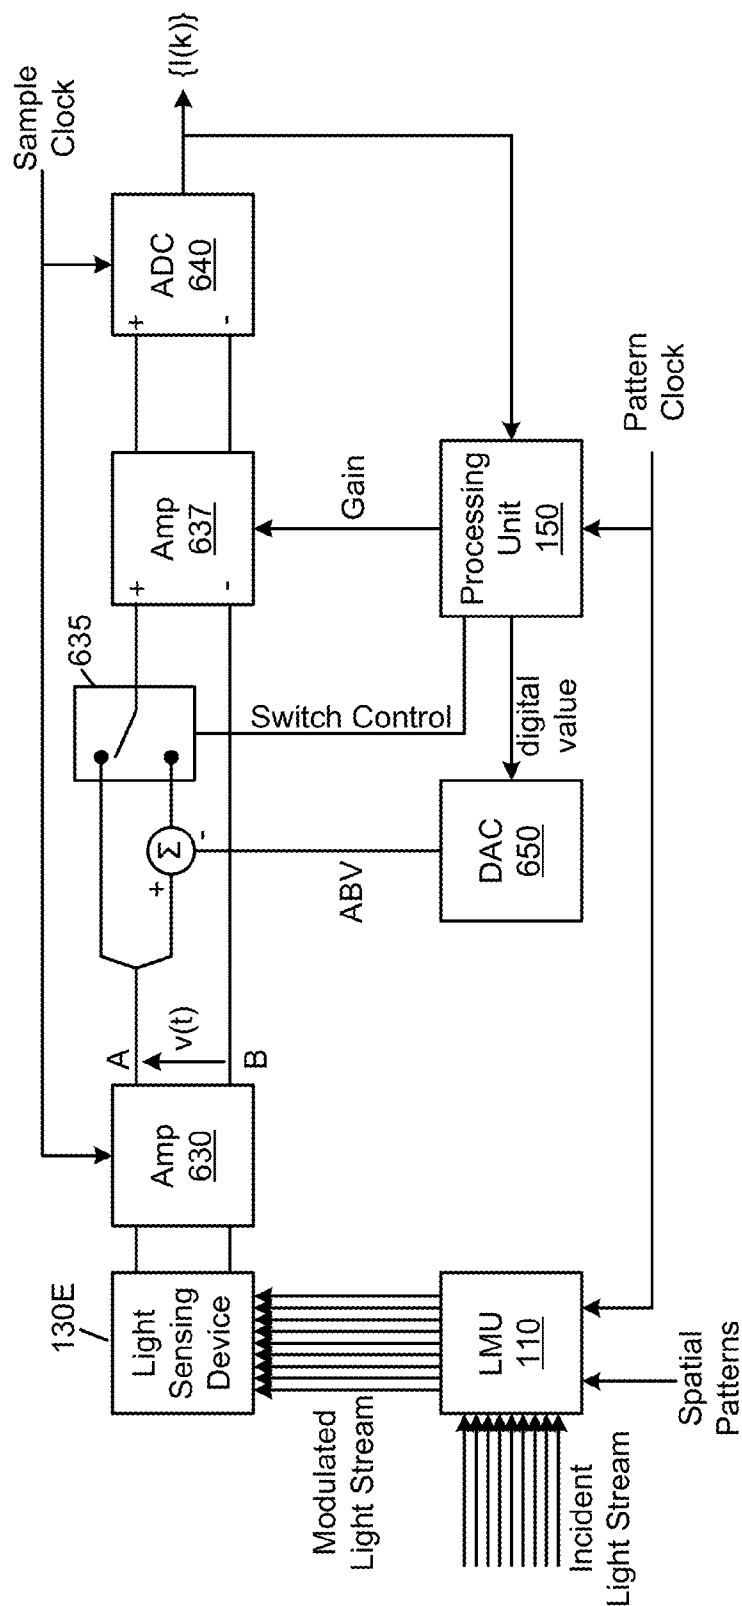 Sample
Clock
{I(k)}
ADC
640
+
-
Amp
637
+
-
635
Gain
Processing
Unit
150
Pattern
Clock
Switch Control
digital
value
Σ
+
-
ABV
DAC
650
A
v(t)
B
Amp
630
130E
Light
Sensing
Device
LMU
110
Modulated
Light Stream
Incident
Light Stream
Spatial
Patterns